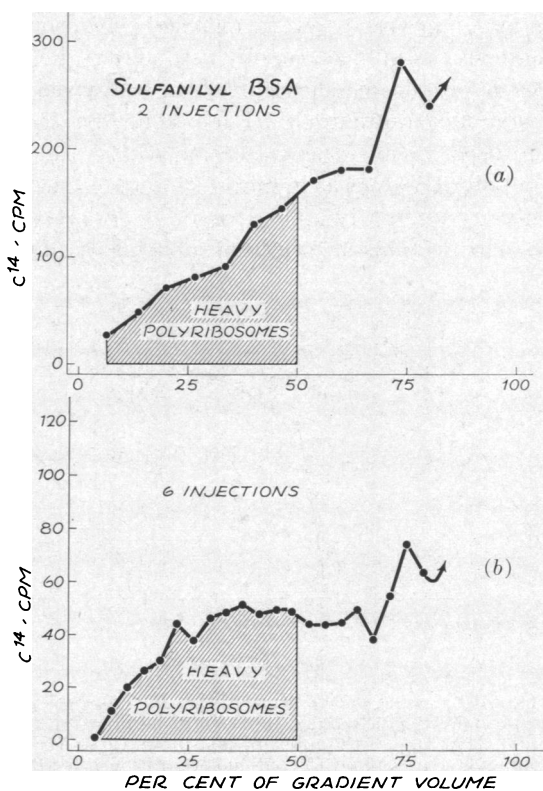 300
SULFANILYL BSA
2 INJECTIONS
200
(a)
C14 - CPM
100
HEAVY
POLYRIBOSOMES
0
0 25 50 75 100
120
100
6 INJECTIONS
80
60
(b)
C14 - CPM
40
HEAVY
20
POLYRIBOSOMES
0
0 25 50 75 100
PER CENT OF GRADIENT VOLUME